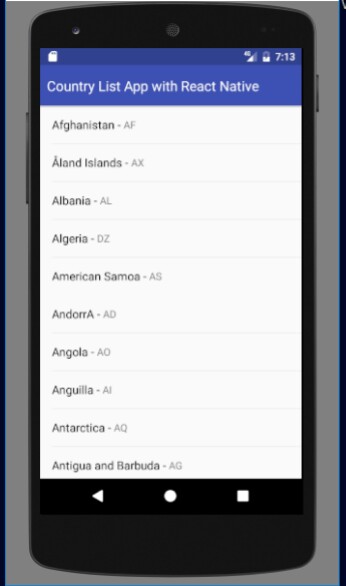 4G 7:13
Country List App with React Native
Afghanistan - AF
Åland Islands - AX
Albania - AL
Algeria - DZ
American Samoa - AS
AndorrA - AD
Angola - AO
Anguilla - AI
Antarctica - AQ
Antigua and Barbuda - AG